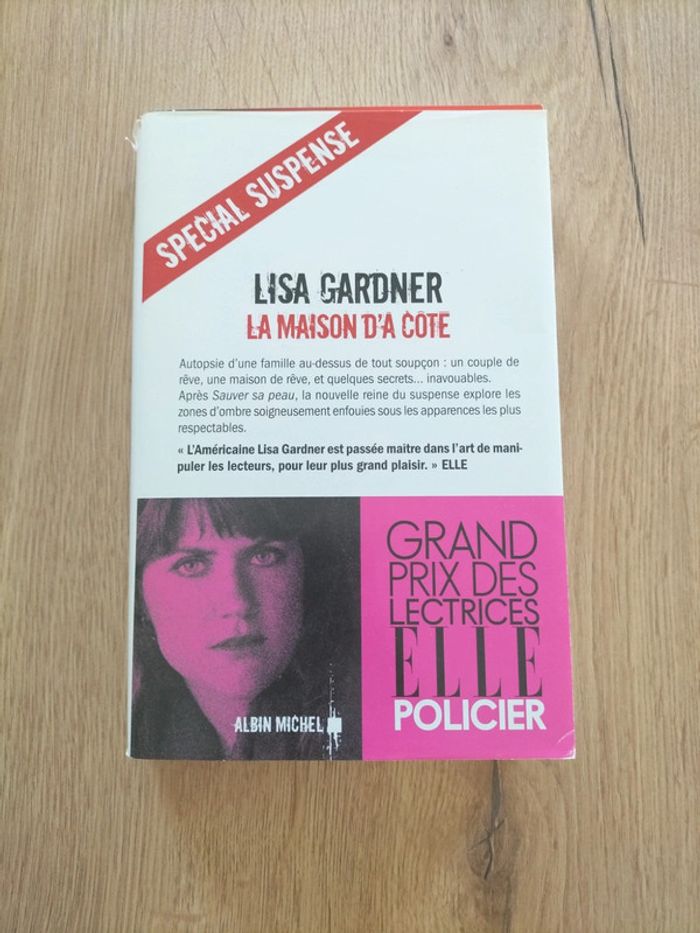 SPECIAL SUSPENSE
LISA GARDNER
LA MAISON D'A COTE
Autopsie d'une famille au-dessus de tout soupçon : un couple de
rêve, une maison de rêve, et quelques secrets... inavouables.
Après Sauver sa peau, la nouvelle reine du suspense explore les
zones d'ombre soigneusement enfouies sous les apparences les plus
respectables.
« L'Américaine Lisa Gardner est passée maître dans l'art de mani-
puler les lecteurs, pour leur plus grand plaisir. » ELLE
ALBIN MICHEL
GRAND
PRIX DES
LECTRICES
ELLE
POLICIER